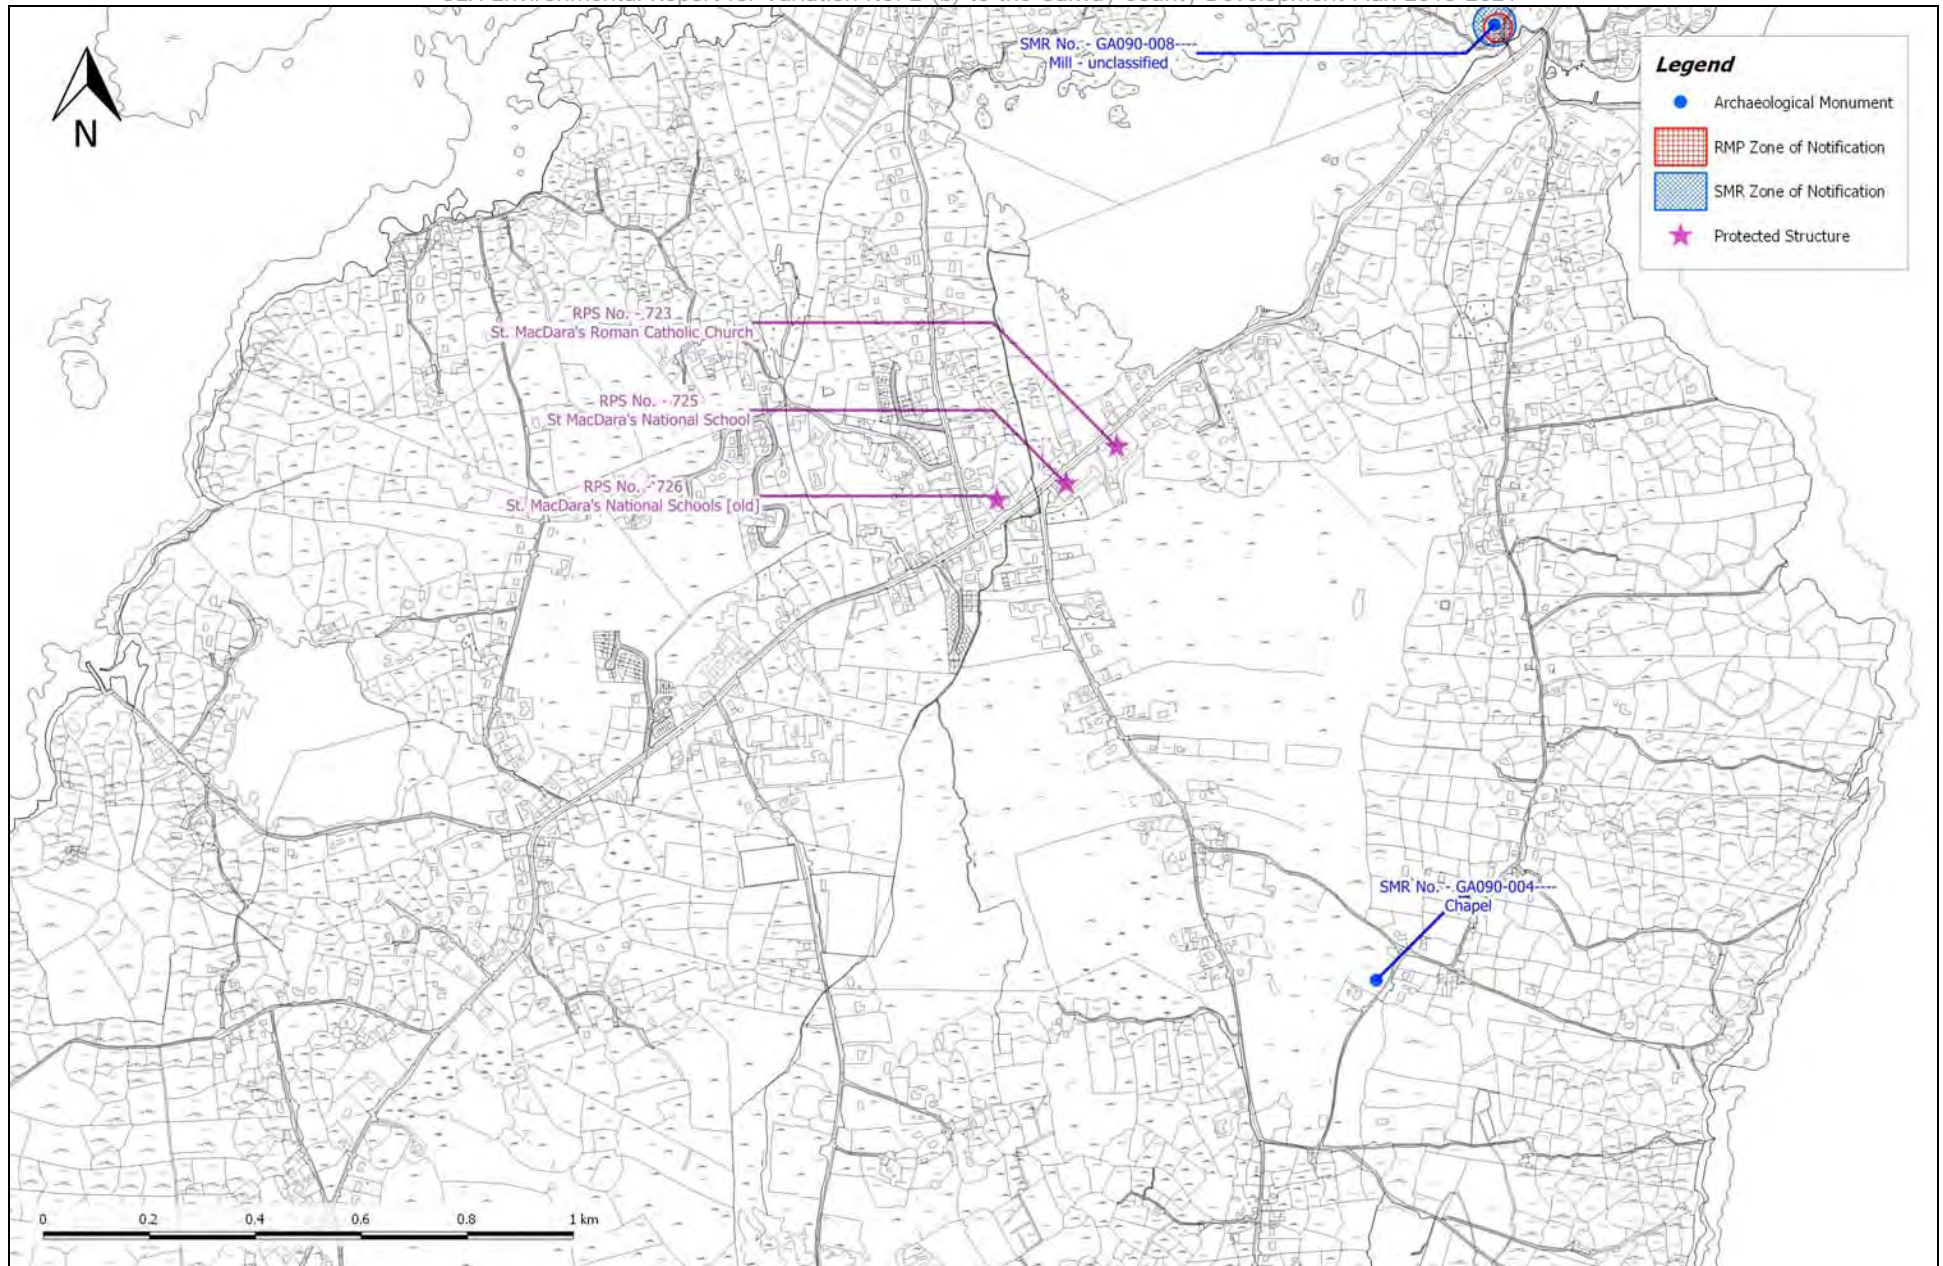 SMR No. - GA090-008----
Mill - unclassified
Legend
Archaeological Monument
RMP Zone of Notification
SMR Zone of Notification
Protected Structure
N
RPS No. - 723
St. MacDara's Roman Catholic Church
RPS No. - 725
St MacDara's National School
RPS No. - 726
St. MacDara's National Schools [old]
SMR No. - GA090-004----
Chapel
0 0.2 0.4 0.6 0.8 1 km